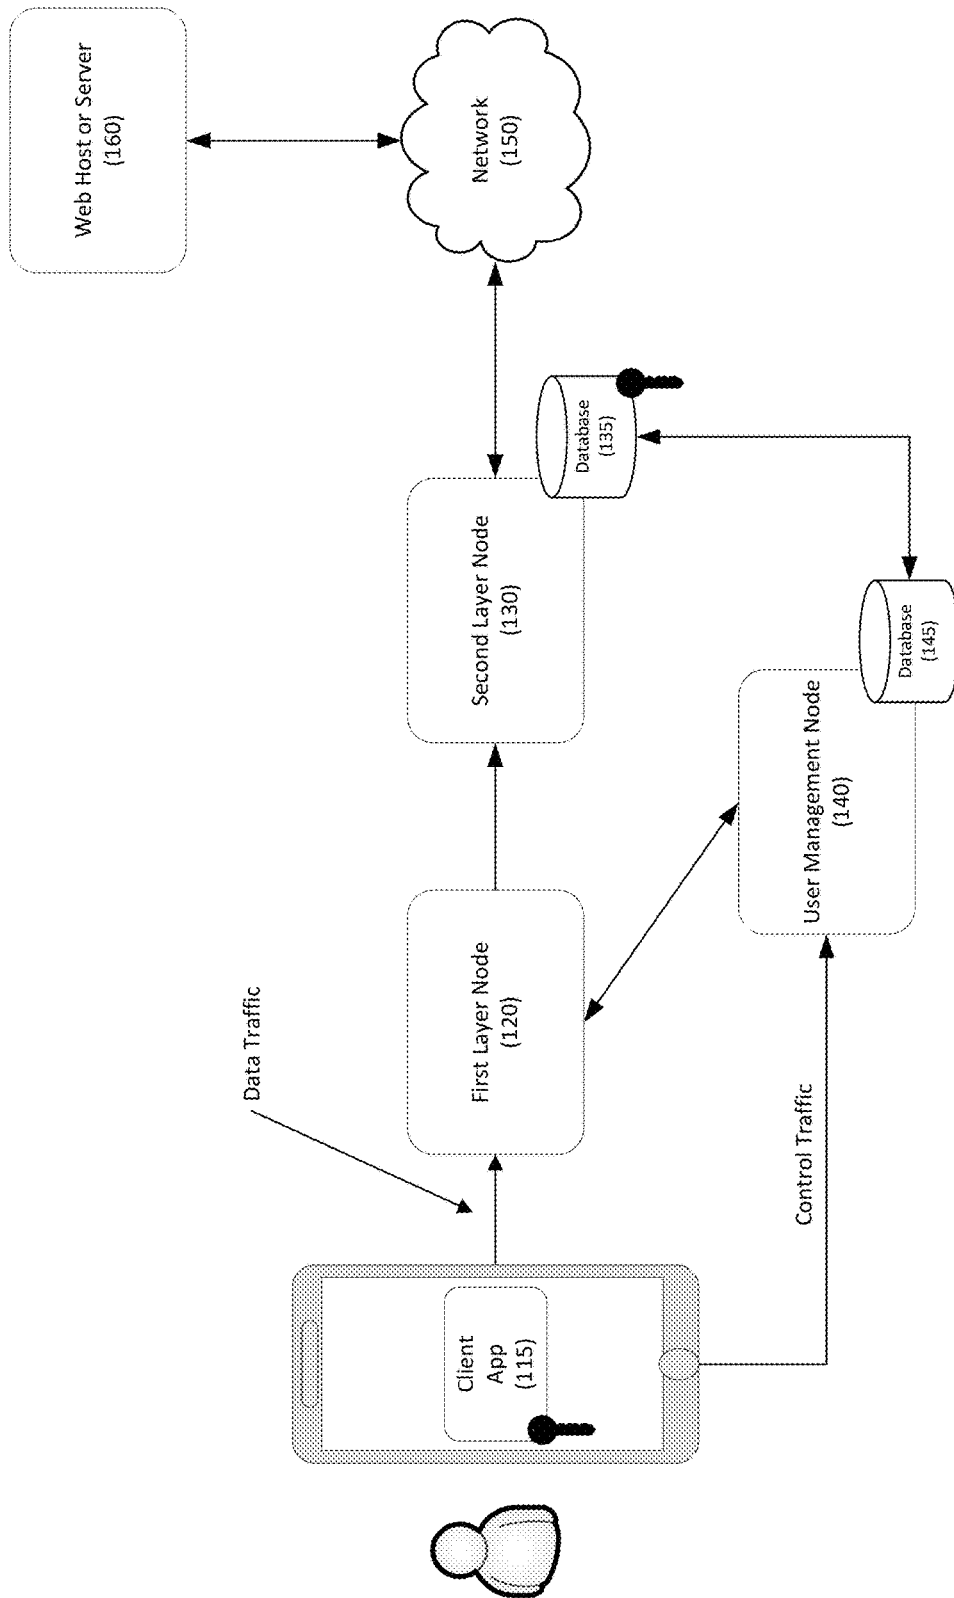 Web Host or Server
(160)
Network
(150)
Database
(135)
Second Layer Node
(130)
Database
(145)
User Management Node
(140)
First Layer Node
(120)
Data Traffic
Control Traffic
Client
App
(115)